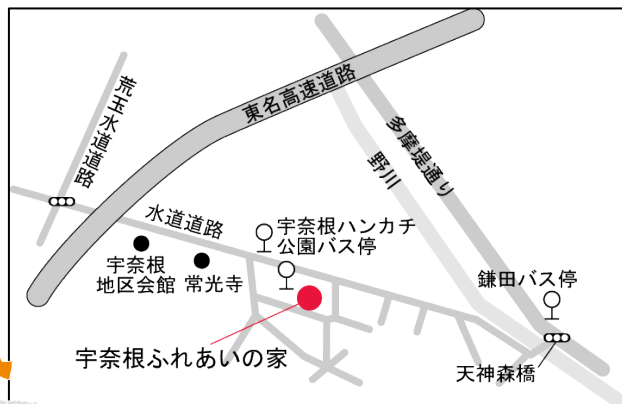 東名高速道路
荒玉水道道路
多摩堤通り
野川
水道道路
宇奈根ハンカチ
公園バス停
宇奈根
地区会館
常光寺
鎌田バス停
宇奈根ふれあいの家
天神森橋